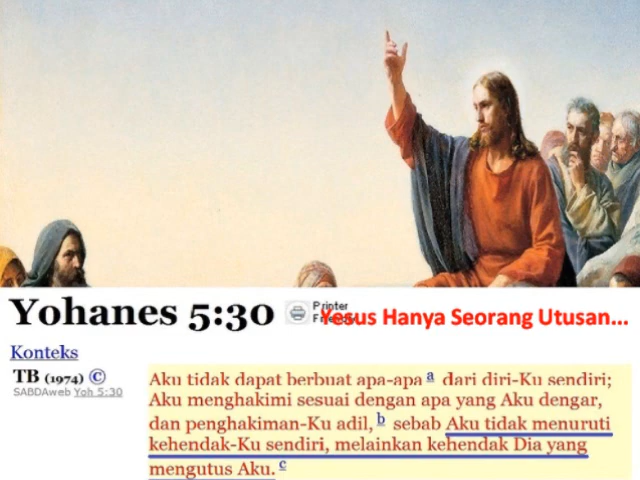 Yohanes 5:30 Printer
Friendly Yesus Hanya Seorang Utusan...
Konteks
TB (1974) ©
SABDAweb Yoh 5:30
Aku tidak dapat berbuat apa-apa a dari diri-Ku sendiri;
Aku menghakimi sesuai dengan apa yang Aku dengar,
dan penghakiman-Ku adil, b sebab Aku tidak menuruti
kehendak-Ku sendiri, melainkan kehendak Dia yang
mengutus Aku. c